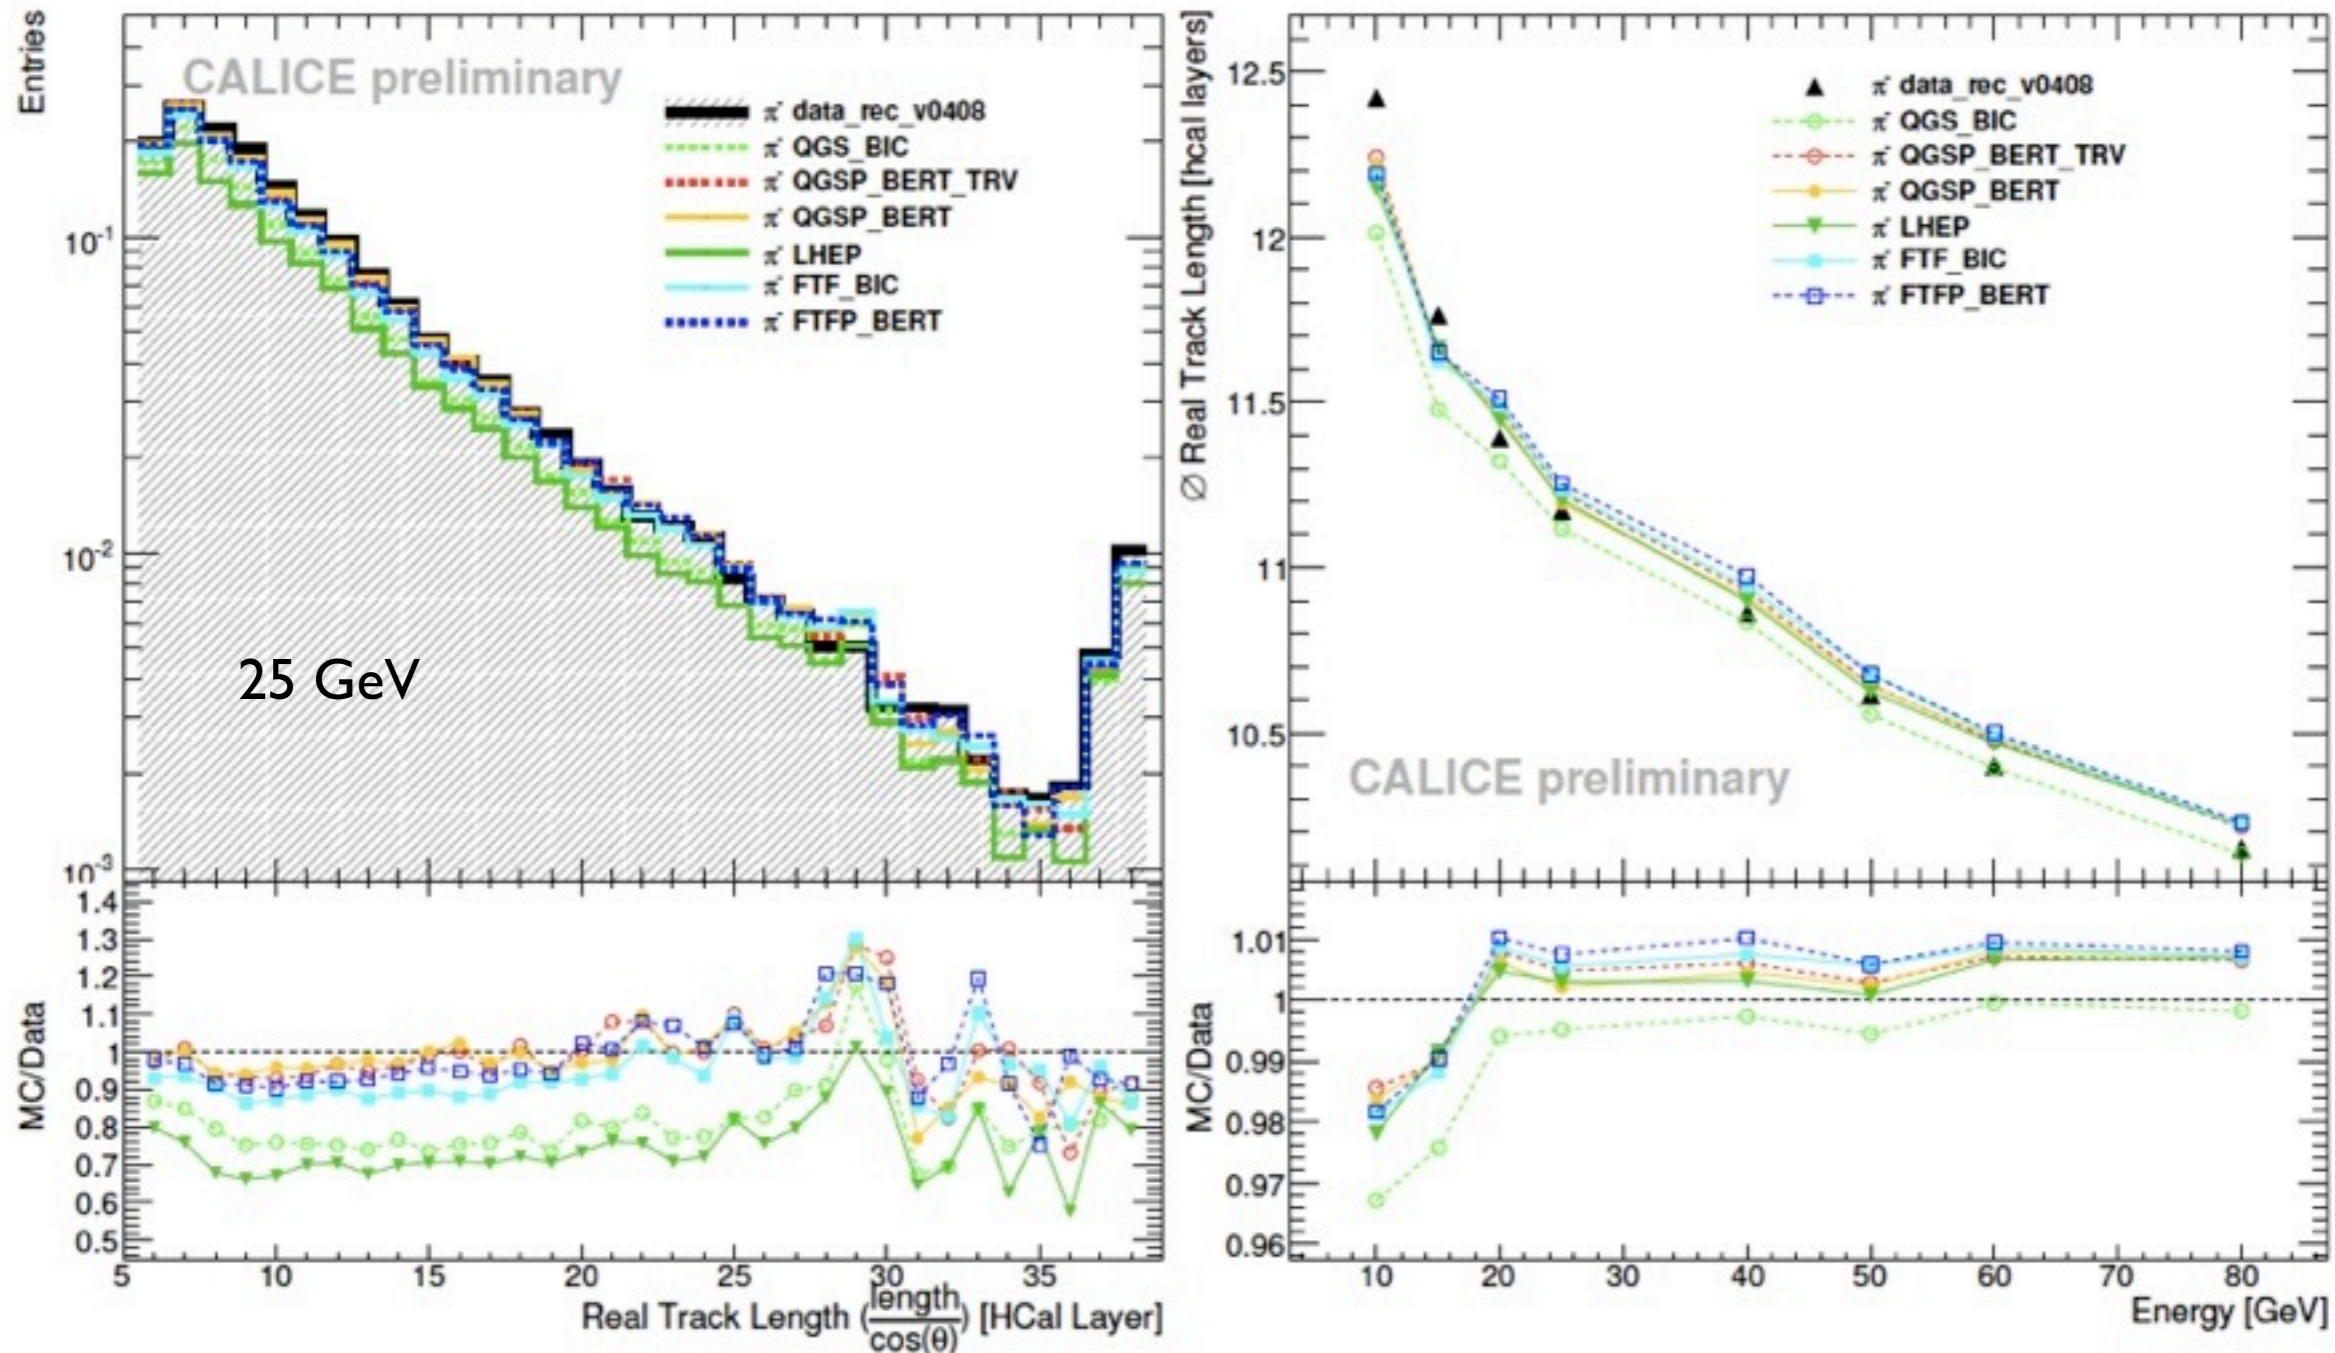 Entries
CALICE preliminary
π⁻ data_rec_v0408
π⁻ QGS_BIC
π⁻ QGSP_BERT_TRV
π⁻ QGSP_BERT
π⁻ LHEP
π⁻ FTF_BIC
π⁻ FTFP_BERT
10⁻¹
10⁻²
10⁻³
25 GeV
MC/Data
1.4
1.3
1.2
1.1
1
0.9
0.8
0.7
0.6
0.5
5 10 15 20 25 30 35
Real Track Length (length/cos(θ)) [HCal Layer]
∅ Real Track Length [hcal layers]
12.5
12
11.5
11
10.5
π⁻ data_rec_v0408
π⁻ QGS_BIC
π⁻ QGSP_BERT_TRV
π⁻ QGSP_BERT
π⁻ LHEP
π⁻ FTF_BIC
π⁻ FTFP_BERT
CALICE preliminary
MC/Data
1.01
1
0.99
0.98
0.97
0.96
10 20 30 40 50 60 70 80
Energy [GeV]